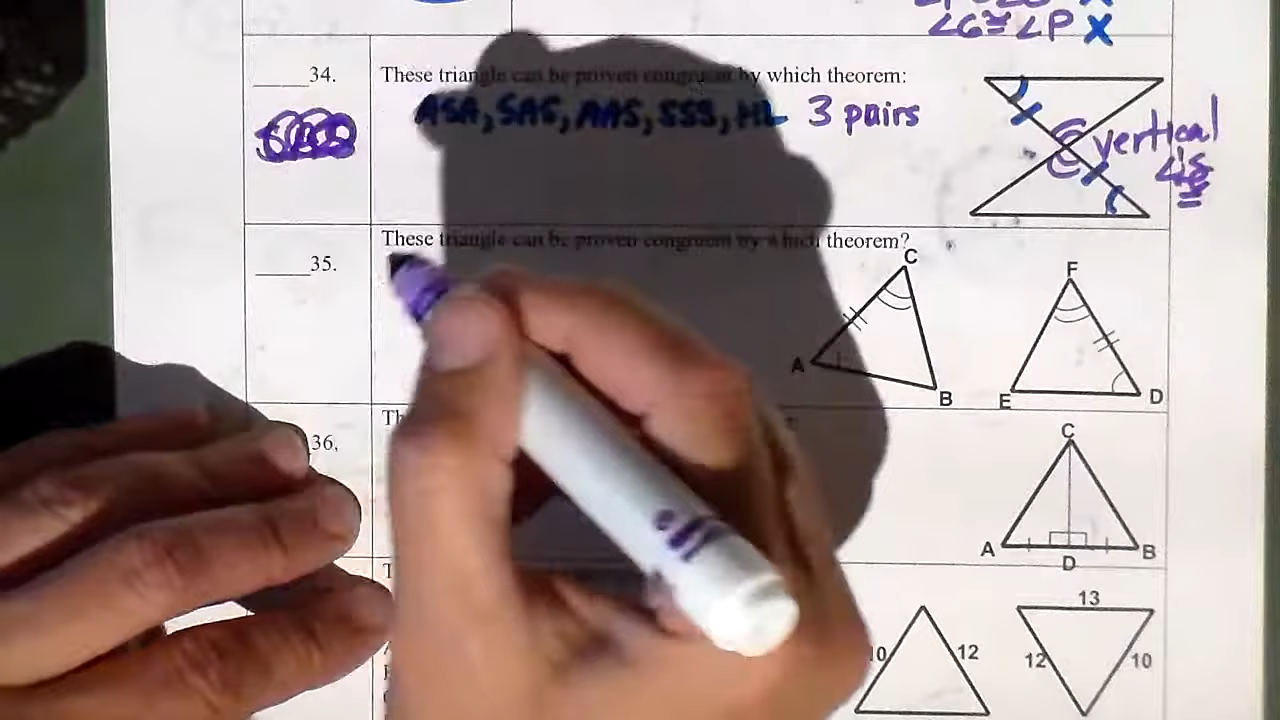 ∠G≅∠P X
34.
These triangle can be proven congruent by which theorem:
ASA, SAS, AAS, SSS, HL 3 pairs
vertical
∠'s
≅
35.
These triangle can be proven congruent by which theorem?
C
A
B
F
E
D
36,
Th
C
A
D
B
T
10
12
13
12
10